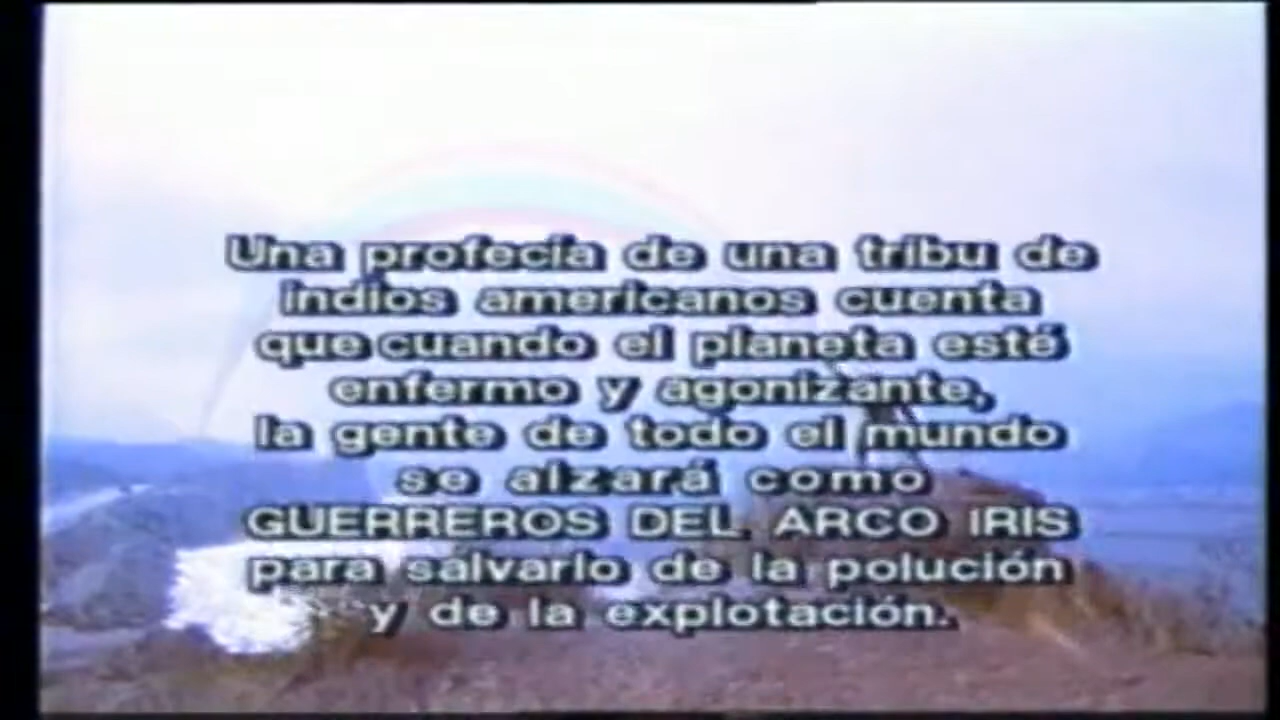 Una profecía de una tribu de
indios americanos cuenta
que cuando el planeta esté
enfermo y agonizante,
la gente de todo el mundo
se alzará como
GUERREROS DEL ARCO IRIS
para salvarlo de la polución
y de la explotación.